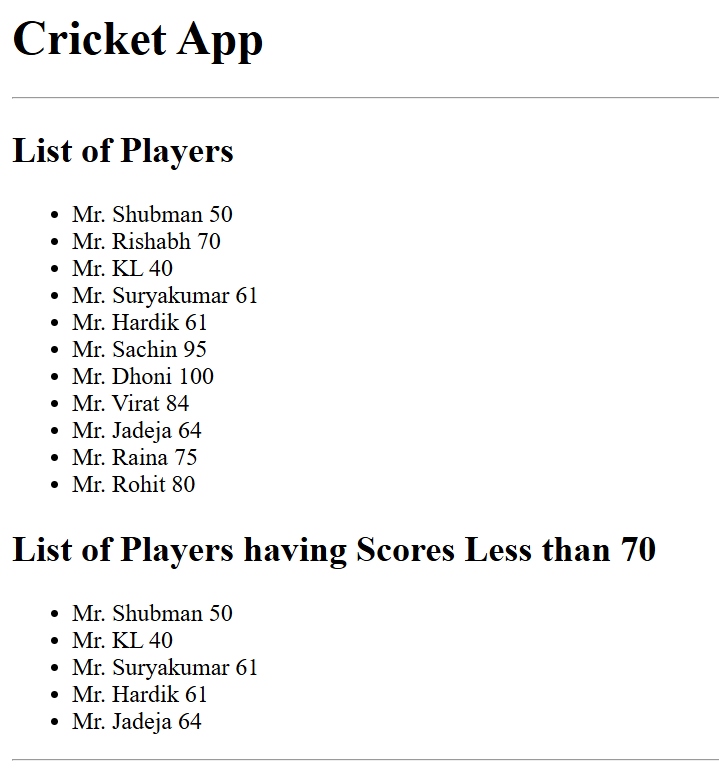 Cricket App
List of Players
Mr. Shubman 50
Mr. Rishabh 70
Mr. KL 40
Mr. Suryakumar 61
Mr. Hardik 61
Mr. Sachin 95
Mr. Dhoni 100
Mr. Virat 84
Mr. Jadeja 64
Mr. Raina 75
Mr. Rohit 80
List of Players having Scores Less than 70
Mr. Shubman 50
Mr. KL 40
Mr. Suryakumar 61
Mr. Hardik 61
Mr. Jadeja 64